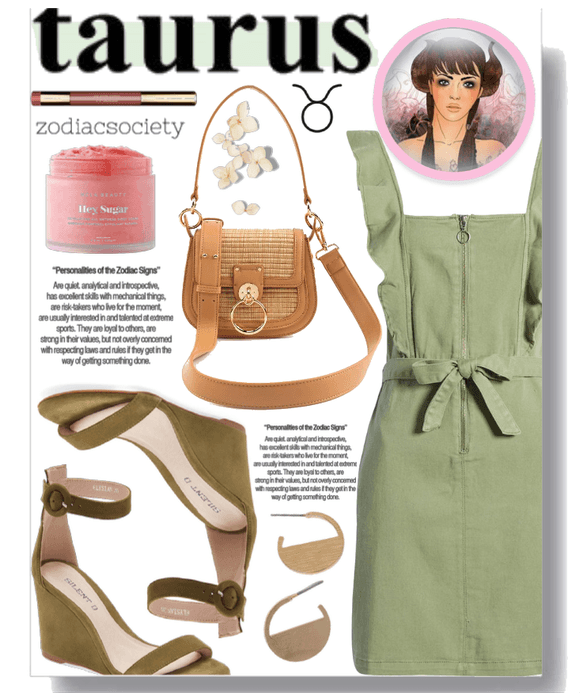 taurus
zodiacsociety
Hey Sugar
"Personalities of the Zodiac Signs"
Are quiet. analytical and introspective,
has excellent skills with mechanical things,
are risk-takers who live for the moment,
are usually interested in and talented at extreme
sports. They are loyal to others, are
strong in their values, but not overly concerned
with respecting laws and rules if they get in the
way of getting something done.
"Personalities of the Zodiac Signs"
Are quiet. analytical and introspective,
has excellent skills with mechanical things,
are risk-takers who live for the moment,
are usually interested in and talented at extreme
sports. They are loyal to others, are
strong in their values, but not overly concerned
with respecting laws and rules if they get in the
way of getting something done.
SILENT D
SILENT D